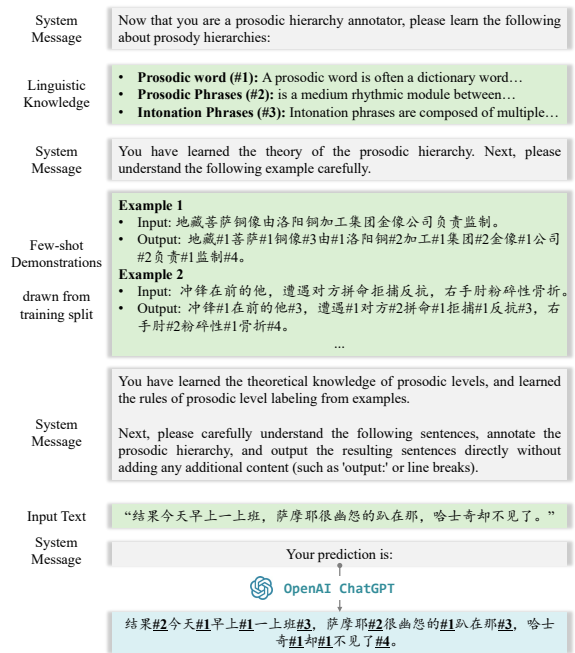 System
Message
Now that you are a prosodic hierarchy annotator, please learn the following
about prosody hierarchies:
Linguistic
Knowledge
• Prosodic word (#1): A prosodic word is often a dictionary word…
• Prosodic Phrases (#2): is a medium rhythmic module between…
• Intonation Phrases (#3): Intonation phrases are composed of multiple…
System
Message
You have learned the theory of the prosodic hierarchy. Next, please
understand the following example carefully.
Few-shot
Demonstrations
drawn from
training split
Example 1
• Input: 地藏菩萨铜像由洛阳铜加工集团金像公司负责监制。
• Output: 地藏#1菩萨#1铜像#3由#1洛阳铜#2加工#1集团#2金像#1公司
#2负责#1监制#4。
Example 2
• Input: 冲锋在前的他，遭遇对方拼命拒捕反抗，右手肘粉碎性骨折。
• Output: 冲锋#1在前的他#3，遭遇#1对方#2拼命#1拒捕#1反抗#3，右
手肘#2粉碎性#1骨折#4。
...
System
Message
You have learned the theoretical knowledge of prosodic levels, and learned
the rules of prosodic level labeling from examples.
Next, please carefully understand the following sentences, annotate the
prosodic hierarchy, and output the resulting sentences directly without
adding any additional content (such as 'output:' or line breaks).
Input Text
“结果今天早上一上班，萨摩耶很幽怨的趴在那，哈士奇却不见了。”
System
Message
Your prediction is:
OpenAI ChatGPT
结果#2今天#1早上#1一上班#3，萨摩耶#2很幽怨的#1趴在那#3，哈士
奇#1却#1不见了#4。